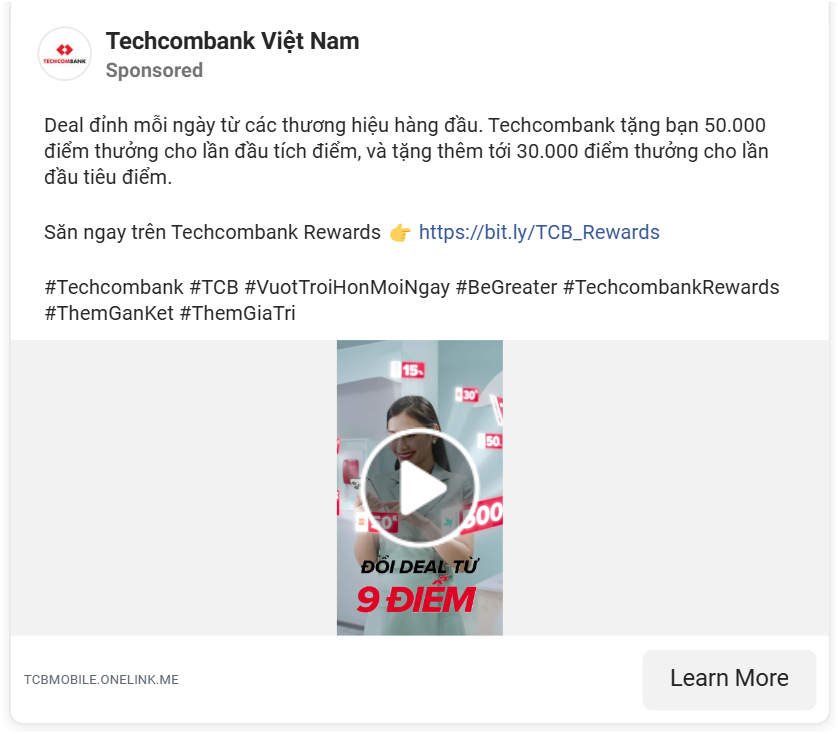 Techcombank Việt Nam
TECHCOMBANK
Sponsored
Deal đỉnh mỗi ngày từ các thương hiệu hàng đầu. Techcombank tặng bạn 50.000
điểm thưởng cho lần đầu tích điểm, và tặng thêm tới 30.000 điểm thưởng cho lần
đầu tiêu điểm.
Săn ngay trên Techcombank Rewards 👉 https://bit.ly/TCB_Rewards
#Techcombank #TCB #VuotTroiHonMoiNgay #BeGreater #TechcombankRewards
#ThemGanKet #ThemGiaTri
15%
30K
50.
50K
500
ĐỔI DEAL TỪ
9 ĐIỂM
TCBMOBILE.ONELINK.ME
Learn More